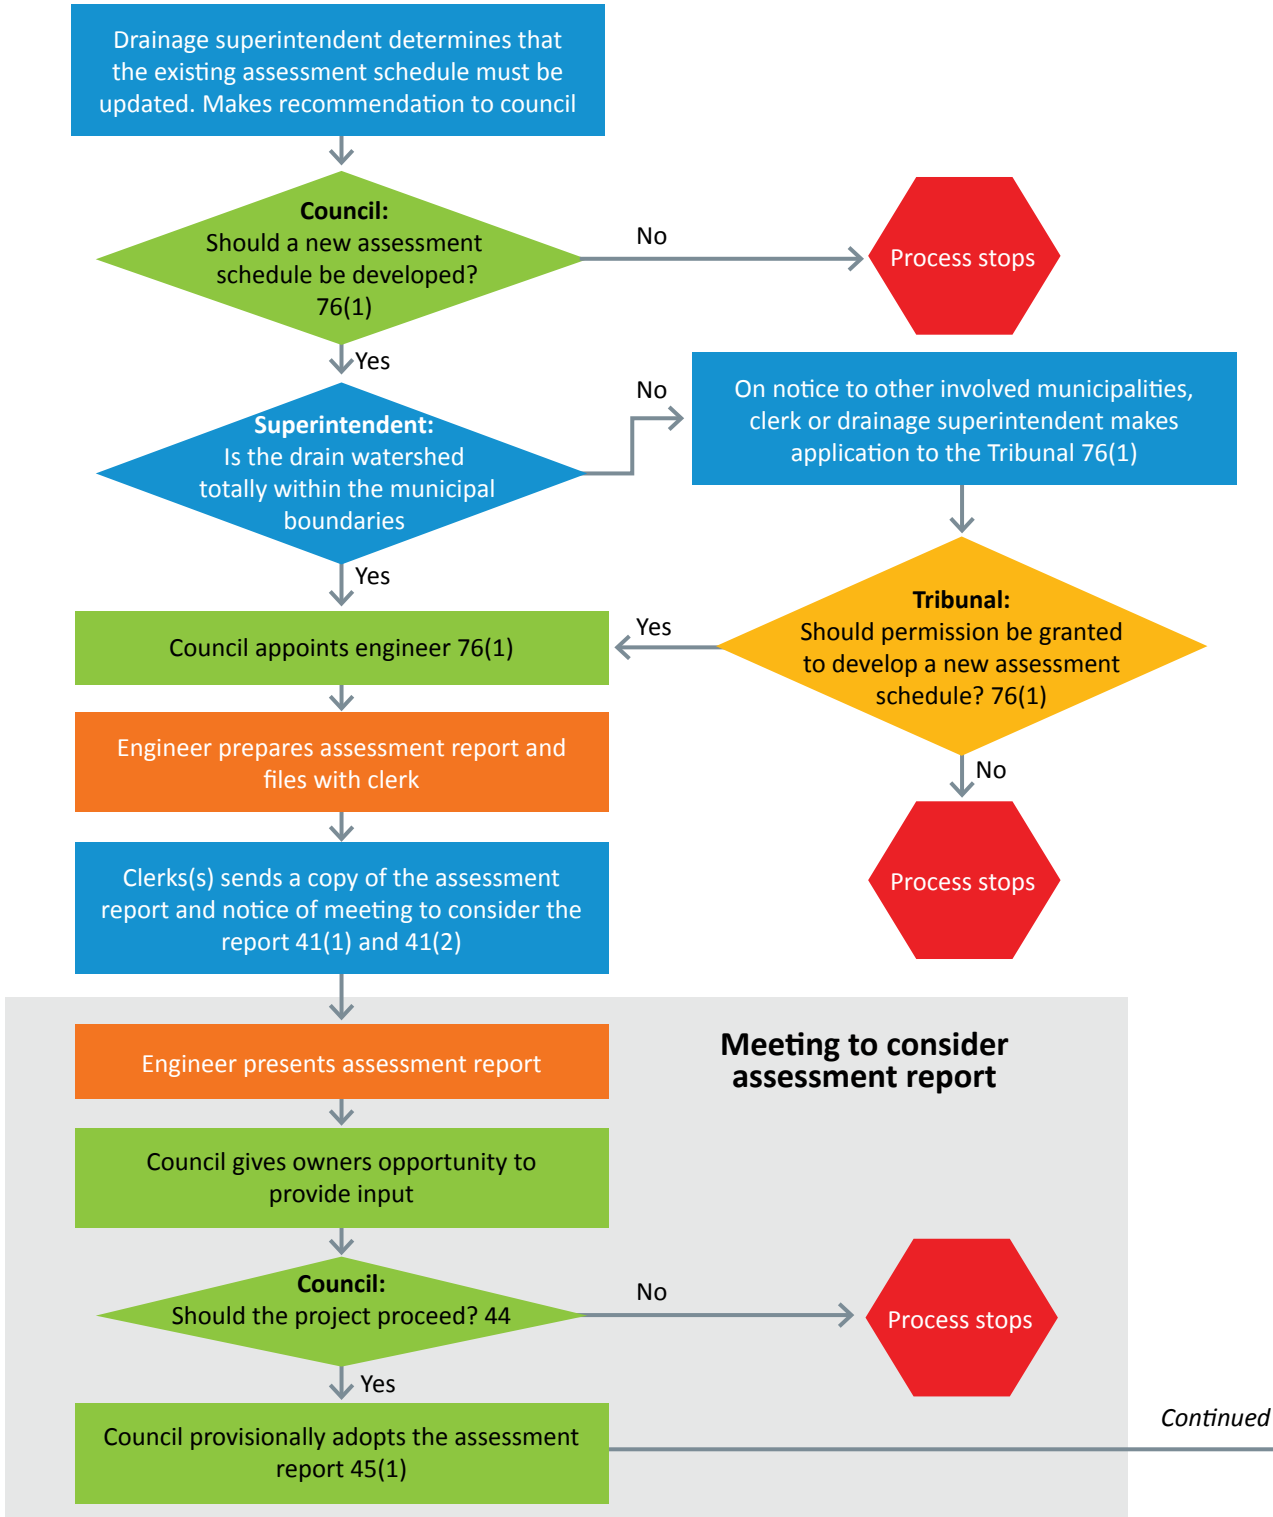 Drainage superintendent determines that
the existing assessment schedule must be
updated. Makes recommendation to council
Council:
Should a new assessment
schedule be developed?
76(1)
No
Process stops
Yes
Superintendent:
Is the drain watershed
totally within the municipal
boundaries
No
On notice to other involved municipalities,
clerk or drainage superintendent makes
application to the Tribunal 76(1)
Yes
Tribunal:
Should permission be granted
to develop a new assessment
schedule? 76(1)
Yes
No
Process stops
Council appoints engineer 76(1)
Engineer prepares assessment report and
files with clerk
Clerks(s) sends a copy of the assessment
report and notice of meeting to consider the
report 41(1) and 41(2)
Meeting to consider
assessment report
Engineer presents assessment report
Council gives owners opportunity to
provide input
Council:
Should the project proceed? 44
No
Process stops
Yes
Council provisionally adopts the assessment
report 45(1)
Continued